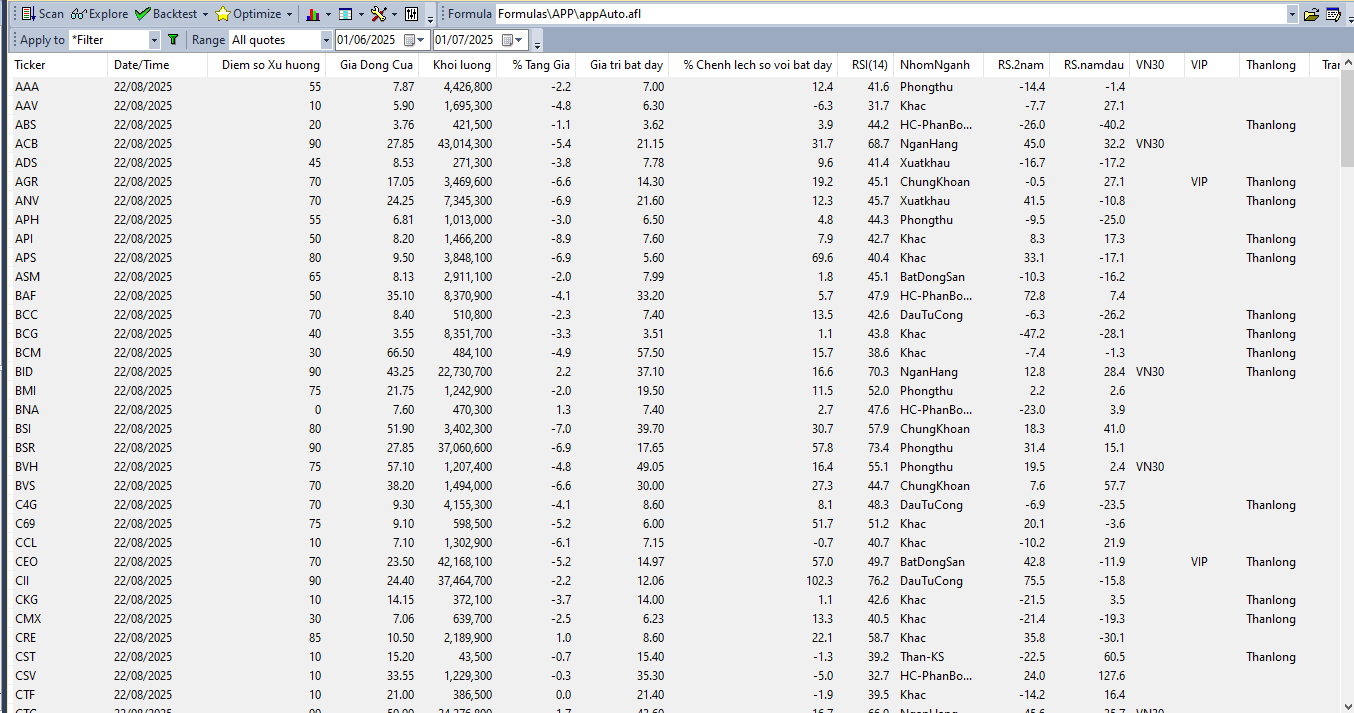 Scan Explore Backtest Optimize Formula Formulas\APP\appAuto.afl
Apply to *Filter Range All quotes 01/06/2025 01/07/2025
Ticker Date/Time Diem so Xu huong Gia Dong Cua Khoi luong % Tang Gia Gia tri bat day % Chenh lech so voi bat day RSI(14) NhomNganh RS.2nam RS.namdau VN30 VIP Thanlong Tran
AAA 22/08/2025 55 7.87 4,426,800 -2.2 7.00 12.4 41.6 Phongthu -14.4 -1.4
AAV 22/08/2025 10 5.90 1,695,300 -4.8 6.30 -6.3 31.7 Khac -7.7 27.1
ABS 22/08/2025 20 3.76 421,500 -1.1 3.62 3.9 44.2 HC-PhanBo... -26.0 -40.2 Thanlong
ACB 22/08/2025 90 27.85 43,014,300 -5.4 21.15 31.7 68.7 NganHang 45.0 32.2 VN30
ADS 22/08/2025 45 8.53 271,300 -3.8 7.78 9.6 41.4 Xuatkhau -16.7 -17.2
AGR 22/08/2025 70 17.05 3,469,600 -6.6 14.30 19.2 45.1 ChungKhoan -0.5 27.1 VIP Thanlong
ANV 22/08/2025 70 24.25 7,345,300 -6.9 21.60 12.3 45.7 Xuatkhau 41.5 -10.8 Thanlong
APH 22/08/2025 55 6.81 1,013,000 -3.0 6.50 4.8 44.3 Phongthu -9.5 -25.0
API 22/08/2025 50 8.20 1,466,200 -8.9 7.60 7.9 42.7 Khac 8.3 17.3 Thanlong
APS 22/08/2025 80 9.50 3,848,100 -6.9 5.60 69.6 40.4 Khac 33.1 -17.1 Thanlong
ASM 22/08/2025 65 8.13 2,911,100 -2.0 7.99 1.8 45.1 BatDongSan -10.3 -16.2
BAF 22/08/2025 50 35.10 8,370,900 -4.1 33.20 5.7 47.9 HC-PhanBo... 72.8 7.4
BCC 22/08/2025 70 8.40 510,800 -2.3 7.40 13.5 42.6 DauTuCong -6.3 -26.2 Thanlong
BCG 22/08/2025 40 3.55 8,351,700 -3.3 3.51 1.1 43.8 Khac -47.2 -28.1 Thanlong
BCM 22/08/2025 30 66.50 484,100 -4.9 57.50 15.7 38.6 Khac -7.4 -1.3 Thanlong
BID 22/08/2025 90 43.25 22,730,700 2.2 37.10 16.6 70.3 NganHang 12.8 28.4 VN30 Thanlong
BMI 22/08/2025 75 21.75 1,242,900 -2.0 19.50 11.5 52.0 Phongthu 2.2 2.6
BNA 22/08/2025 0 7.60 470,300 1.3 7.40 2.7 47.6 HC-PhanBo... -23.0 3.9
BSI 22/08/2025 80 51.90 3,402,300 -7.0 39.70 30.7 57.9 ChungKhoan 18.3 41.0
BSR 22/08/2025 90 27.85 37,060,600 -6.9 17.65 57.8 73.4 Phongthu 31.4 15.1
BVH 22/08/2025 75 57.10 1,207,400 -4.8 49.05 16.4 55.1 Phongthu 19.5 2.4 VN30
BVS 22/08/2025 70 38.20 1,494,000 -6.6 30.00 27.3 44.7 ChungKhoan 7.6 57.7
C4G 22/08/2025 70 9.30 4,155,300 -4.1 8.60 8.1 48.3 DauTuCong -6.9 -23.5 Thanlong
C69 22/08/2025 75 9.10 598,500 -5.2 6.00 51.7 51.2 Khac 20.1 -3.6
CCL 22/08/2025 10 7.10 1,302,900 -6.1 7.15 -0.7 40.7 Khac -10.2 21.9
CEO 22/08/2025 70 23.50 42,168,100 -5.2 14.97 57.0 49.7 BatDongSan 42.8 -11.9 VIP Thanlong
CII 22/08/2025 90 24.40 37,464,700 -2.2 12.06 102.3 76.2 DauTuCong 75.5 -15.8
CKG 22/08/2025 10 14.15 372,100 -3.7 14.00 1.1 42.6 Khac -21.5 3.5 Thanlong
CMX 22/08/2025 30 7.06 639,700 -2.5 6.23 13.3 40.5 Khac -21.4 -19.3 Thanlong
CRE 22/08/2025 85 10.50 2,189,900 1.0 8.60 22.1 58.7 Khac 35.8 -30.1
CST 22/08/2025 10 15.20 43,500 -0.7 15.40 -1.3 39.2 Than-KS -22.5 60.5 Thanlong
CSV 22/08/2025 10 33.55 1,229,300 -0.3 35.30 -5.0 32.7 HC-PhanBo... 24.0 127.6
CTF 22/08/2025 10 21.00 386,500 0.0 21.40 -1.9 39.5 Khac -14.2 16.4